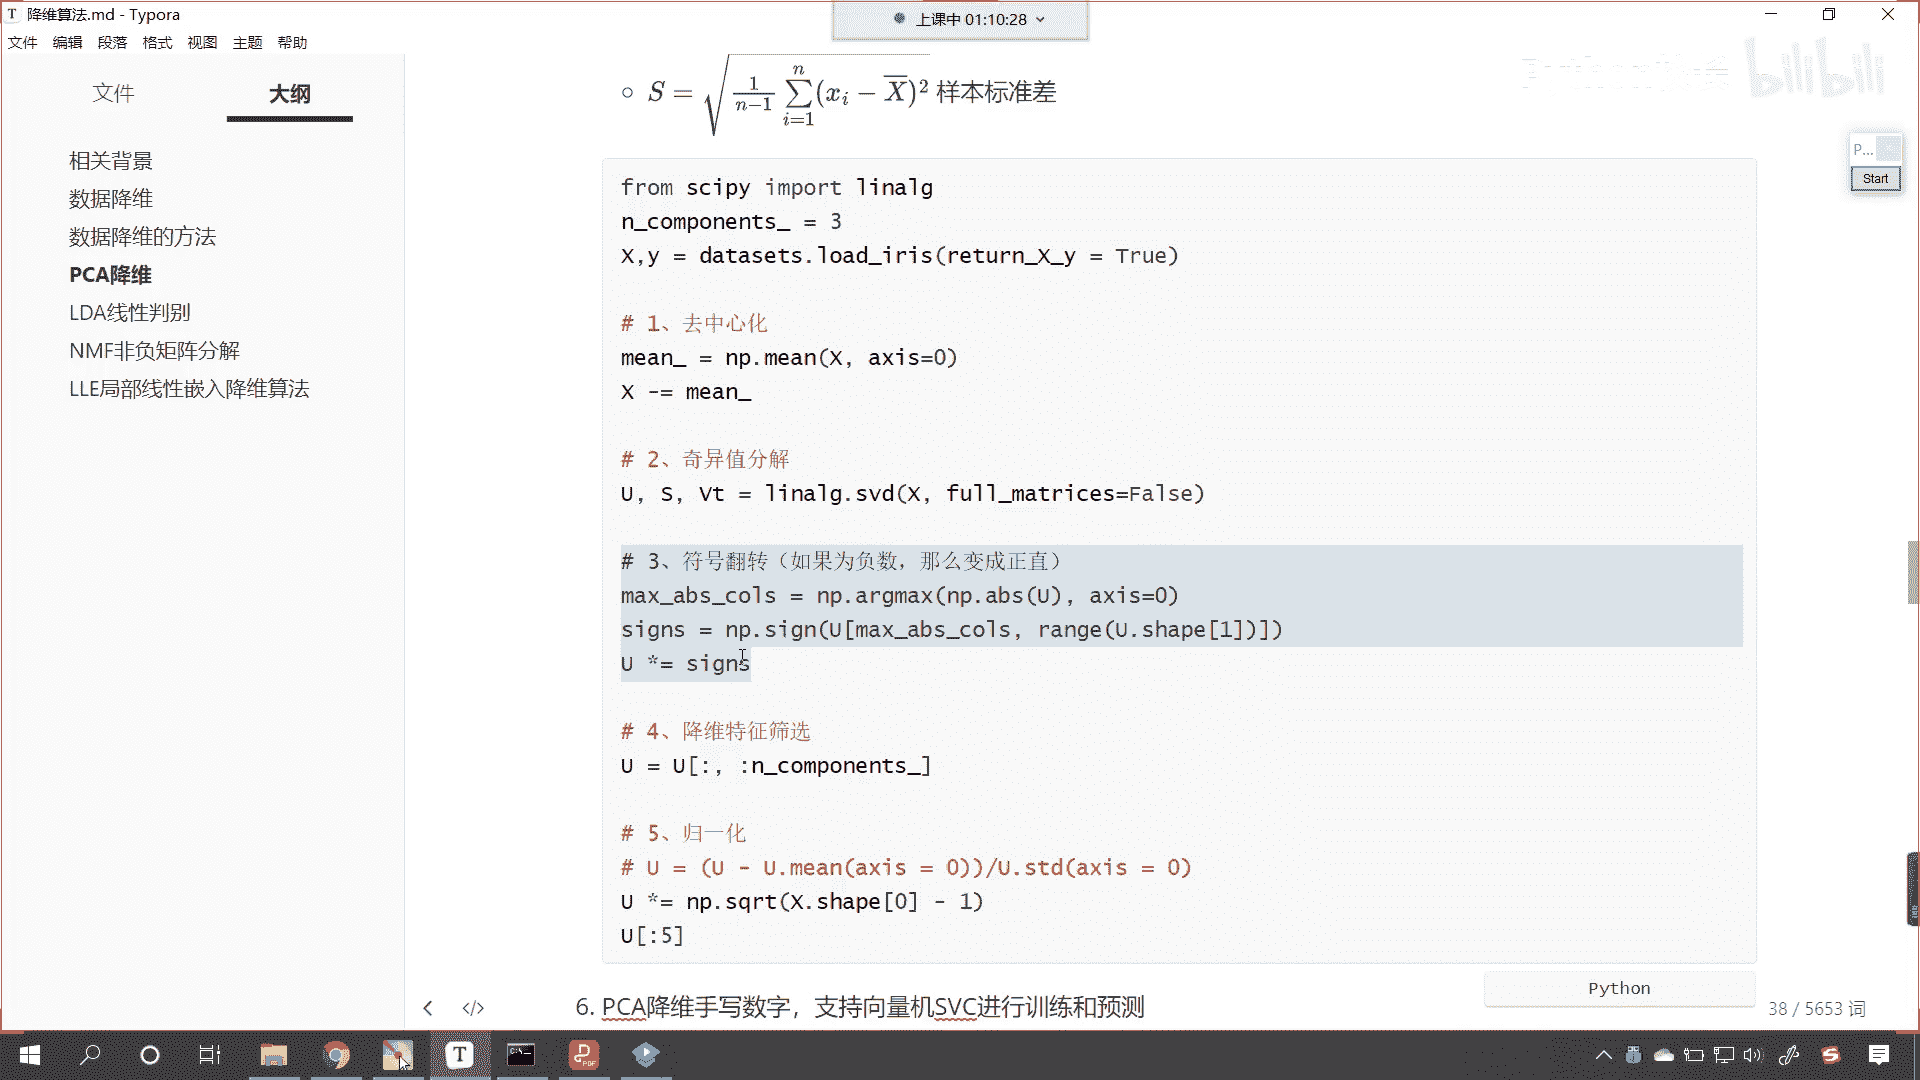 降维算法.md - Typora
上课中 01:10:28
文件 编辑 段落 格式 视图 主题 帮助
bilibili
文件 大纲
相关背景
数据降维
数据降维的方法
PCA降维
LDA线性判别
NMF非负矩阵分解
LLE局部线性嵌入降维算法
P...
Start
S = √ 1/(n−1) ∑_{i=1}^{n} (x_i − X̅)² 样本标准差
from scipy import linalg
n_components_ = 3
X,y = datasets.load_iris(return_X_y = True)
# 1、去中心化
mean_ = np.mean(X, axis=0)
X -= mean_
# 2、奇异值分解
U, S, Vt = linalg.svd(X, full_matrices=False)
# 3、符号翻转（如果为负数，那么变成正直）
max_abs_cols = np.argmax(np.abs(U), axis=0)
signs = np.sign(U[max_abs_cols, range(U.shape[1])])
U *= signs
# 4、降维特征筛选
U = U[:, :n_components_]
# 5、归一化
# U = (U - U.mean(axis = 0))/U.std(axis = 0)
U *= np.sqrt(X.shape[0] - 1)
U[:5]
Python
6. PCA降维手写数字，支持向量机SVC进行训练和预测
38 / 5653 词